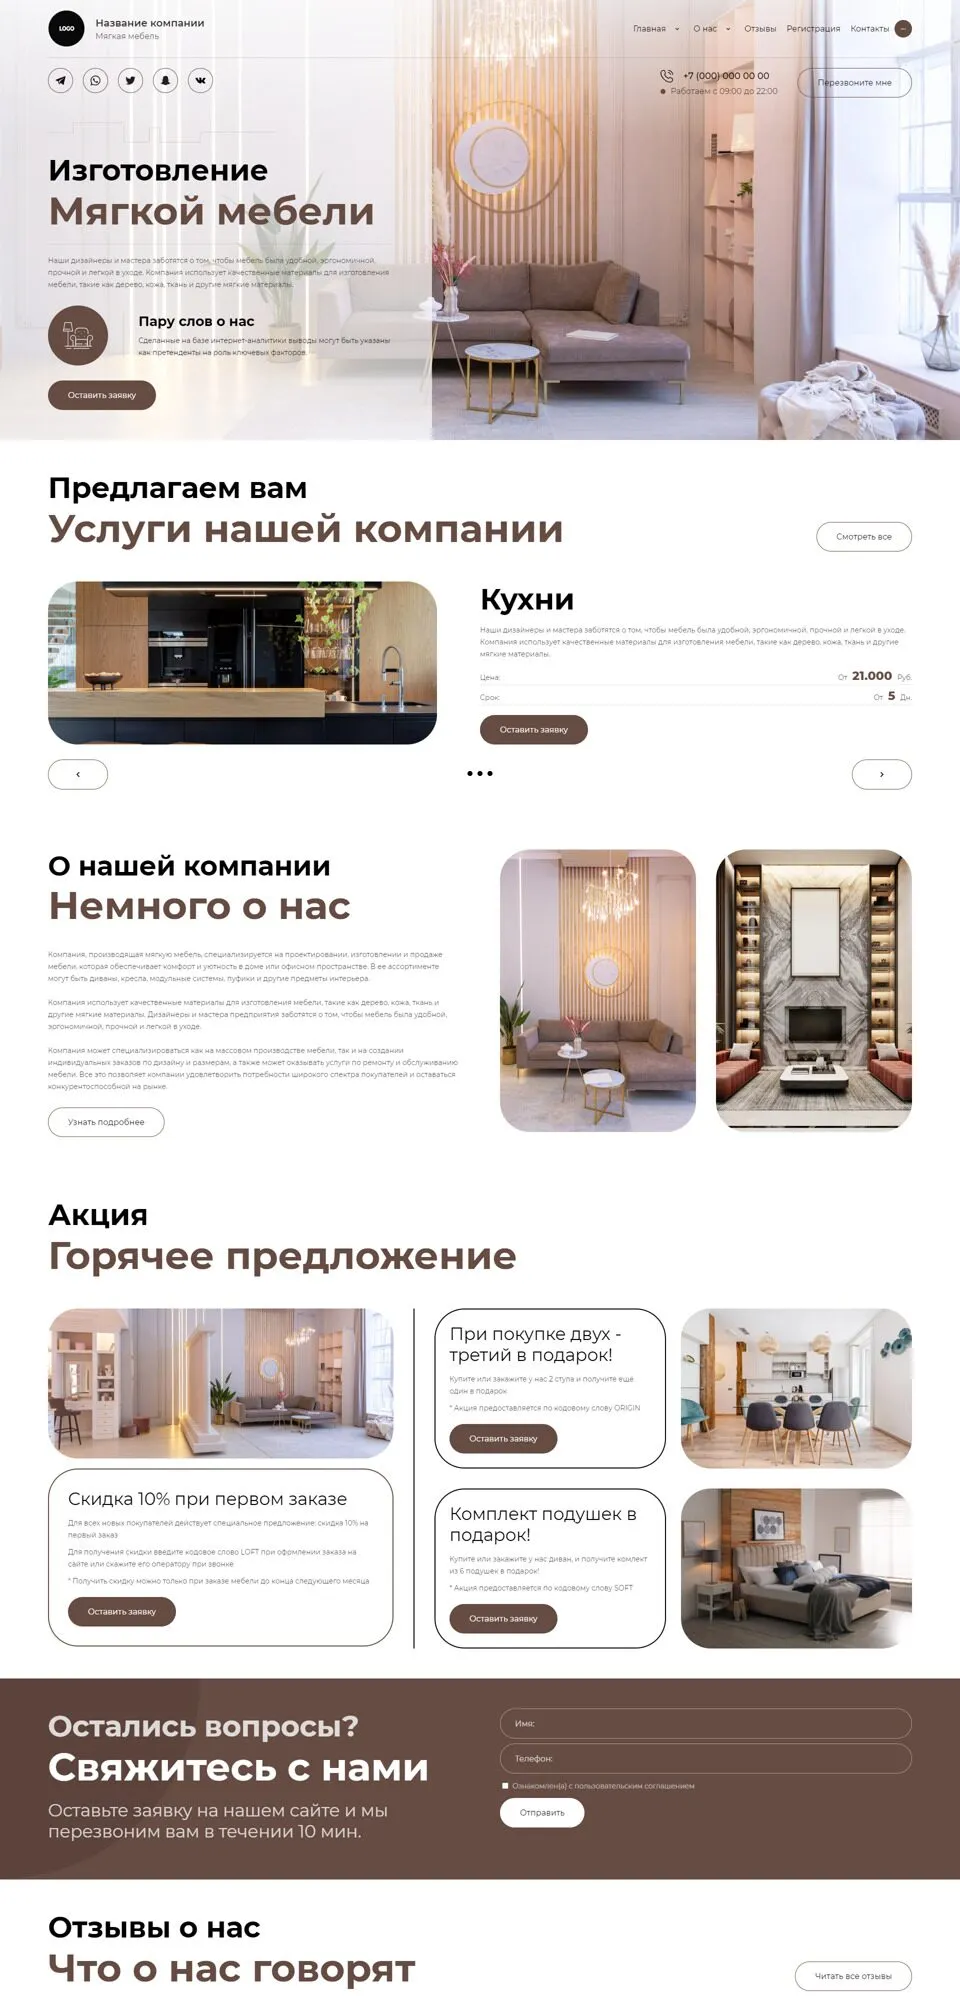 LOGO
Название компании
Мягкая мебель
Главная
О нас
Отзывы
Регистрация
Контакты
+7 (000) 000 00 00
Работаем с 09:00 до 22:00
Перезвоните мне
Изготовление
Мягкой мебели
Наши дизайнеры и мастера заботятся о том, чтобы мебель была удобной, эргономичной,
прочной и легкой в уходе. Компания использует качественные материалы для изготовления
мебели, такие как дерево, кожа, ткань и другие мягкие материалы.
Пару слов о нас
Сделанные на базе интернет-аналитики выводы могут быть указаны
как претенденты на роль ключевых факторов.
Оставить заявку
Предлагаем вам
Услуги нашей компании
Смотреть все
Кухни
Наши дизайнеры и мастера заботятся о том, чтобы мебель была удобной, эргономичной, прочной и легкой в уходе.
Компания использует качественные материалы для изготовления мебели, такие как дерево, кожа, ткань и другие
мягкие материалы.
Цена: От 21.000 Руб.
Срок: От 5 Дн.
Оставить заявку
О нашей компании
Немного о нас
Компания, производящая мягкую мебель, специализируется на проектировании, изготовлении и продаже
мебели, которая обеспечивает комфорт и уютность в доме или офисном пространстве. В ее ассортименте
могут быть диваны, кресла, модульные системы, пуфики и другие предметы интерьера.
Компания использует качественные материалы для изготовления мебели, такие как дерево, кожа, ткань и
другие мягкие материалы. Дизайнеры и мастера предприятия заботятся о том, чтобы мебель была удобной,
эргономичной, прочной и легкой в уходе.
Компания может специализироваться как на массовом производстве мебели, так и на создании
индивидуальных заказов по дизайну и размерам, а также может оказывать услуги по ремонту и обслуживанию
мебели. Все это позволяет компании удовлетворить потребности широкого спектра покупателей и оставаться
конкурентоспособной на рынке.
Узнать подробнее
Акция
Горячее предложение
Скидка 10% при первом заказе
Для всех новых покупателей действует специальное предложение: скидка 10% на
первый заказ
Для получения скидки введите кодовое слово LOFT при офрмлении заказа на
сайте или скажите его оператору при звонке
* Получить скидку можно только при заказе мебели до конца следующего месяца
Оставить заявку
При покупке двух -
третий в подарок!
Купите или закажите у нас 2 стула и получите еще
один в подарок
* Акция предоставляется по кодовому слову ORIGIN
Оставить заявку
Комплект подушек в
подарок!
Купите или закажите у нас диван, и получите комлект
из 6 подушек в подарок!
* Акция предоставляется по кодовому слову SOFT
Оставить заявку
Остались вопросы?
Свяжитесь с нами
Оставьте заявку на нашем сайте и мы
перезвоним вам в течении 10 мин.
Имя:
Телефон:
Ознакомлен(а) с пользовательским соглашением
Отправить
Отзывы о нас
Что о нас говорят
Читать все отзывы